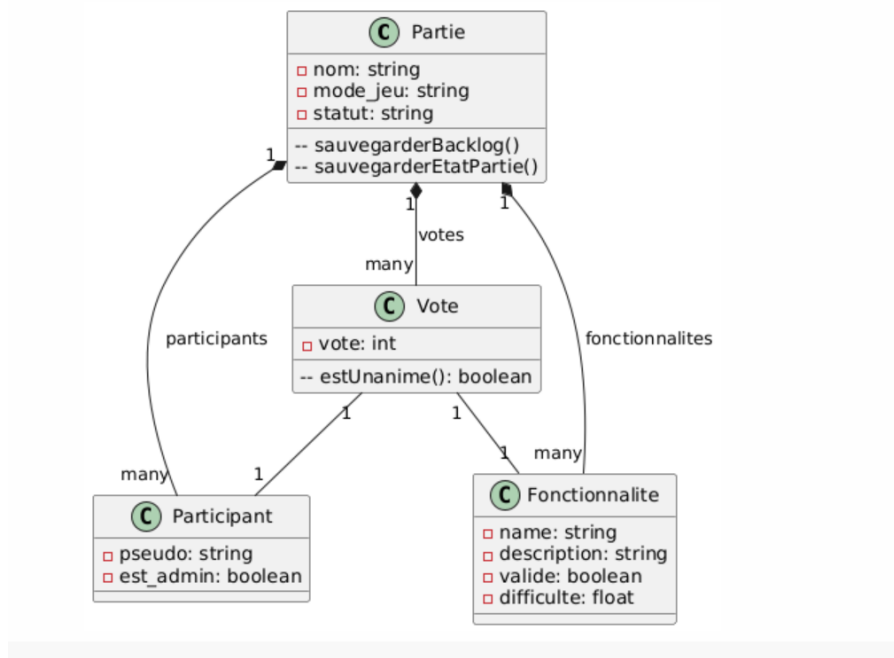 C Partie
nom: string
mode_jeu: string
statut: string
-- sauvegarderBacklog()
-- sauvegarderEtatPartie()
1
1
1
votes
many
C Vote
vote: int
-- estUnanime(): boolean
participants
fonctionnalites
1
1
many
1
1
many
C Participant
pseudo: string
est_admin: boolean
C Fonctionnalite
name: string
description: string
valide: boolean
difficulte: float